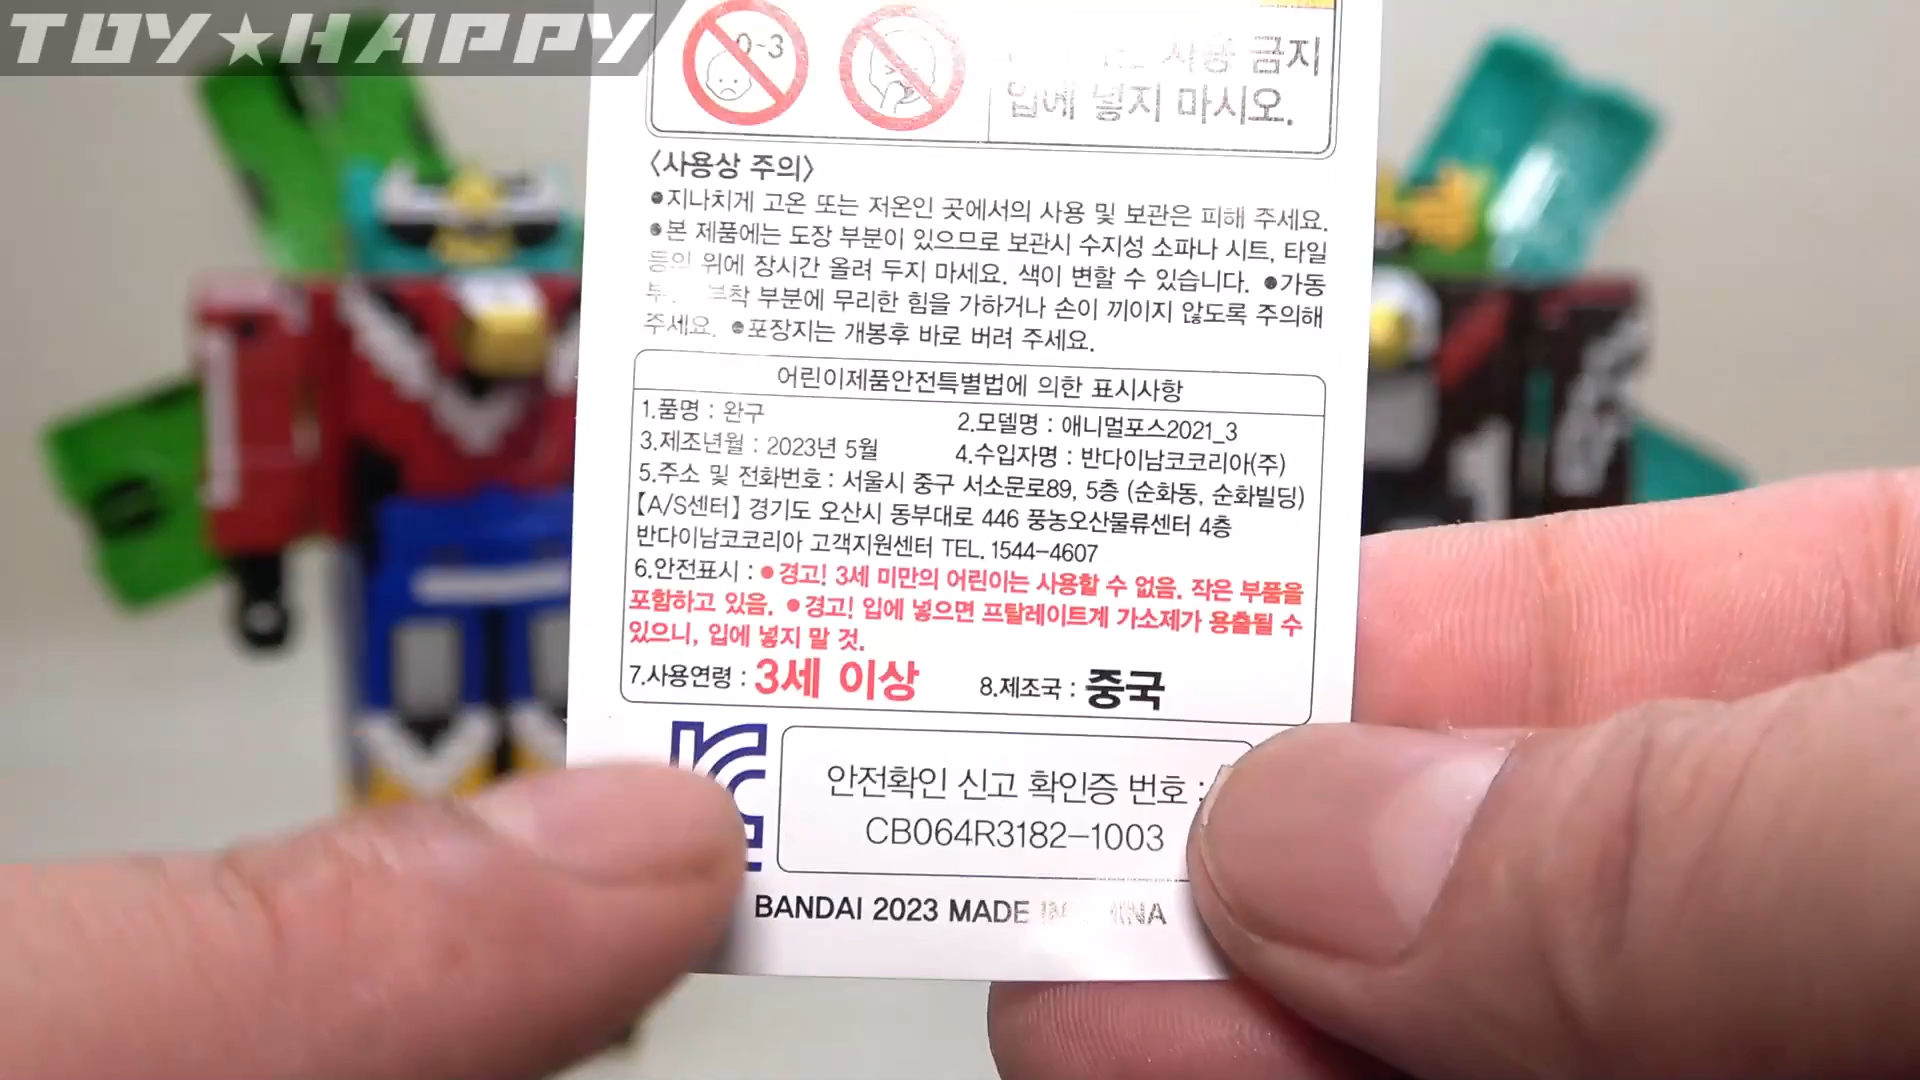 TOY★HAPPY
0~3
사용 금지
입에 넣지 마시오.
<사용상 주의>
●지나치게 고온 또는 저온인 곳에서의 사용 및 보관은 피해 주세요.
●본 제품에는 도장 부분이 있으므로 보관시 수지성 소파나 시트, 타일
등의 위에 장시간 올려 두지 마세요. 색이 변할 수 있습니다. ●가동
부착 부분에 무리한 힘을 가하거나 손이 끼이지 않도록 주의해
주세요. ●포장지는 개봉후 바로 버려 주세요.
어린이제품안전특별법에 의한 표시사항
1.품명 : 완구 2.모델명 : 애니멀포스2021_3
3.제조년월 : 2023년 5월 4.수입자명 : 반다이남코코리아(주)
5.주소 및 전화번호 : 서울시 중구 서소문로89, 5층 (순화동, 순화빌딩)
【A/S센터】 경기도 오산시 동부대로 446 풍농오산물류센터 4층
반다이남코코리아 고객지원센터 TEL. 1544-4607
6.안전표시 : ●경고! 3세 미만의 어린이는 사용할 수 없음. 작은 부품을
포함하고 있음. ●경고! 입에 넣으면 프탈레이트계 가소제가 용출될 수
있으니, 입에 넣지 말 것.
7.사용연령 : 3세 이상 8.제조국 : 중국
안전확인 신고 확인증 번호 :
CB064R3182-1003
BANDAI 2023 MADE IN CHINA